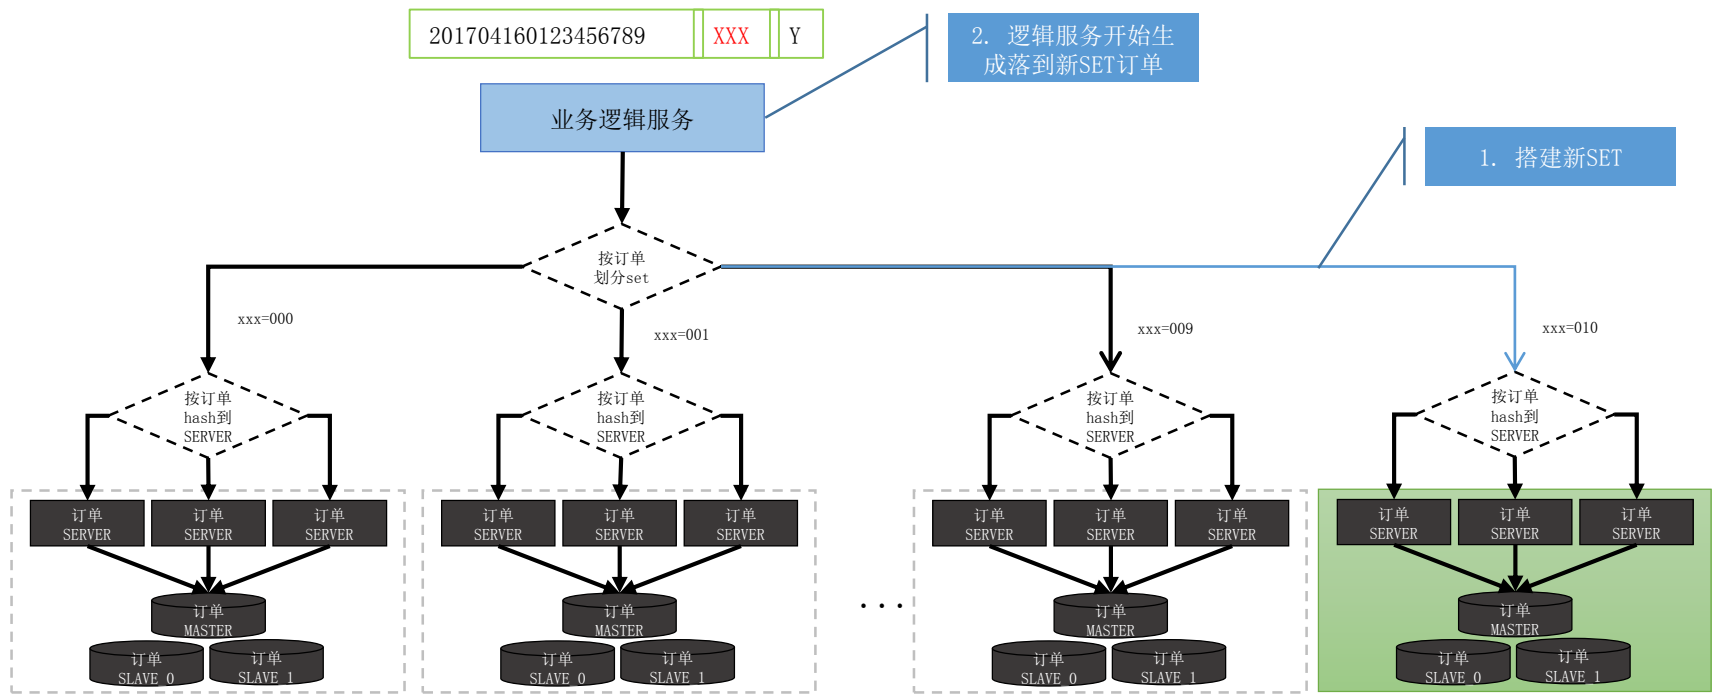 201704160123456789 XXX Y
2. 逻辑服务开始生
成落到新SET订单
业务逻辑服务
1. 搭建新SET
按订单
划分set
xxx=000
xxx=001
xxx=009
xxx=010
按订单
hash到
SERVER
按订单
hash到
SERVER
按订单
hash到
SERVER
按订单
hash到
SERVER
订单
SERVER
订单
SERVER
订单
SERVER
订单
SERVER
订单
SERVER
订单
SERVER
订单
SERVER
订单
SERVER
订单
SERVER
订单
SERVER
订单
SERVER
订单
SERVER
...
订单
MASTER
订单
MASTER
订单
MASTER
订单
MASTER
订单
SLAVE 0
订单
SLAVE 1
订单
SLAVE 0
订单
SLAVE 1
订单
SLAVE 0
订单
SLAVE 1
订单
SLAVE 0
订单
SLAVE 1